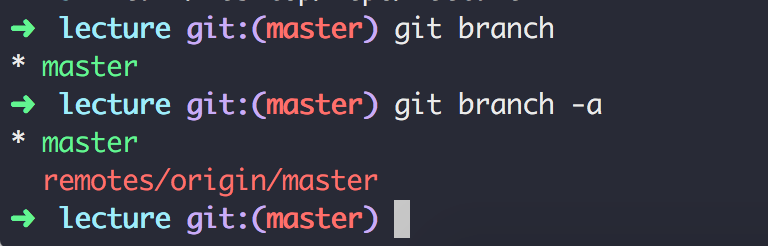 ➜ lecture git:(master) git branch
* master
➜ lecture git:(master) git branch -a
* master
remotes/origin/master
➜ lecture git:(master)